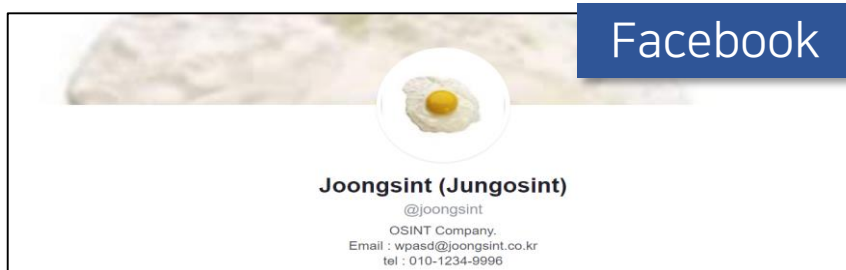 Facebook
Joongsint (Jungosint)
@joongsint
OSINT Company.
Email : wpasd@joongsint.co.kr
tel : 010-1234-9996